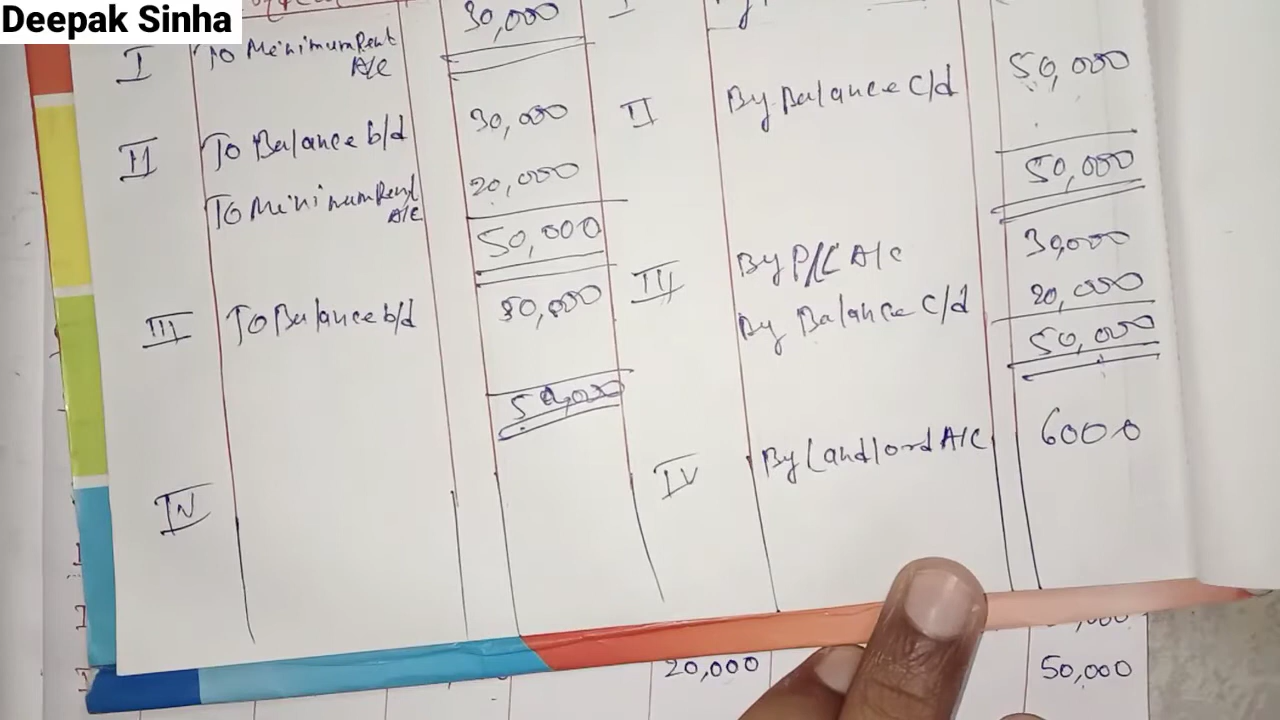 Deepak Sinha
I To Minimum Rent A/c 30,000 I
II To Balance b/d 30,000 II By Balance c/d 50,000
To Minimum Rent A/c 20,000
50,000 50,000
III To Balance b/d 50,000 III By P/L A/c 30,000
By Balance c/d 20,000
50,000 50,000
IV IV By Landlord A/c 6000
20,000 50,000